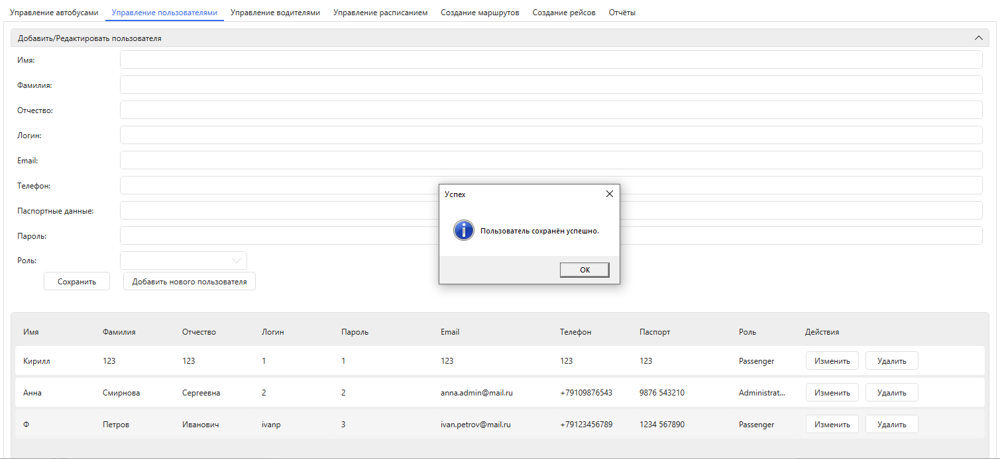 Управление автобусами Управление пользователями Управление водителями Управление расписанием Создание маршрутов Создание рейсов Отчёты
Добавить/Редактировать пользователя
Имя:
Фамилия:
Отчество:
Логин:
Email:
Телефон:
Паспортные данные:
Пароль:
Роль:
Сохранить Добавить нового пользователя
Успех
Пользователь сохранён успешно.
ОК
Имя Фамилия Отчество Логин Пароль Email Телефон Паспорт Роль Действия
Кирилл 123 123 1 1 123 123 123 Passenger Изменить Удалить
Анна Смирнова Сергеевна 2 2 anna.admin@mail.ru +79109876543 9876 543210 Administrat... Изменить Удалить
Ф Петров Иванович ivanp 3 ivan.petrov@mail.ru +79123456789 1234 567890 Passenger Изменить Удалить